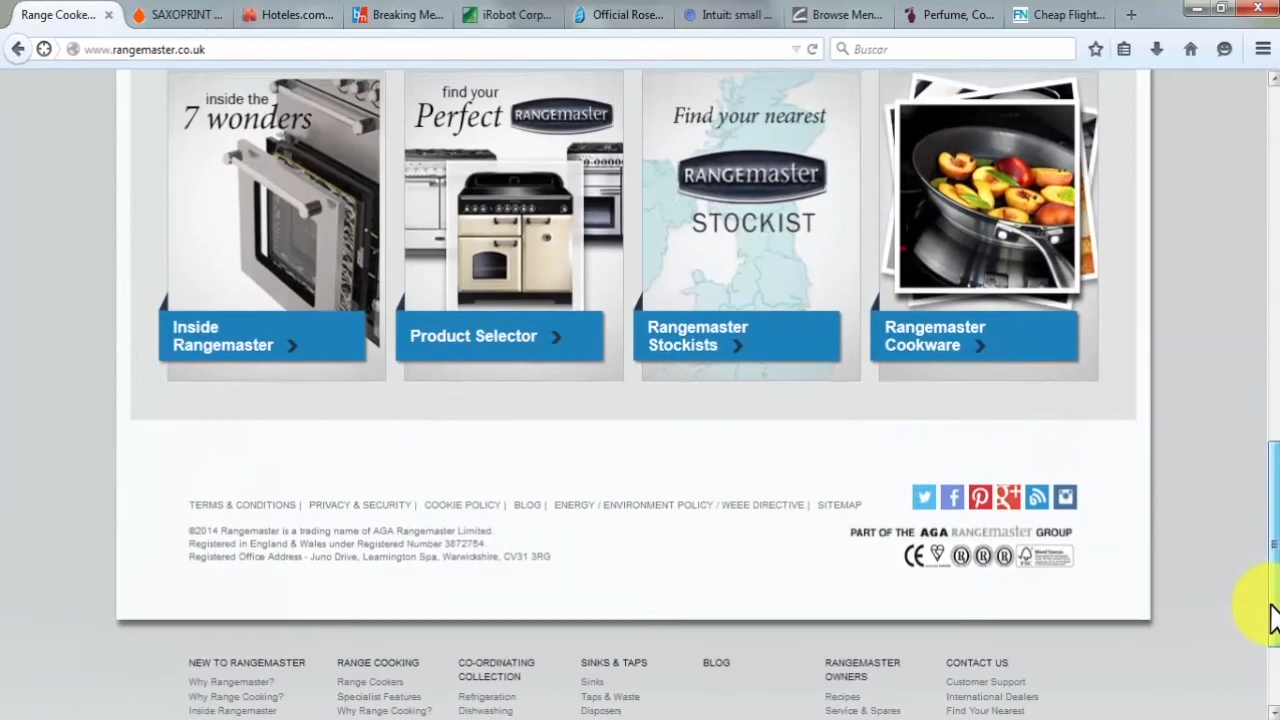 Range Cooke...
SAXOPRINT ...
Hoteles.com...
Breaking Me...
iRobot Corp...
Official Rose...
Intuit: small ...
Browse Men...
Perfume, Co...
Cheap Flight...
www.rangemaster.co.uk
Buscar
inside the
7 wonders
Inside
Rangemaster
find your
Perfect RANGEmaster
Product Selector
Find your nearest
RANGEmaster
STOCKIST
Rangemaster
Stockists
Rangemaster
Cookware
TERMS & CONDITIONS | PRIVACY & SECURITY | COOKIE POLICY | BLOG | ENERGY / ENVIRONMENT POLICY / WEEE DIRECTIVE | SITEMAP
©2014 Rangemaster is a trading name of AGA Rangemaster Limited.
Registered in England & Wales under Registered Number 3872754.
Registered Office Address - Juno Drive, Leamington Spa, Warwickshire, CV31 3RG
PART OF THE AGA RANGEmaster GROUP
NEW TO RANGEMASTER
Why Rangemaster?
Why Range Cooking?
Inside Rangemaster
RANGE COOKING
Range Cookers
Specialist Features
Why Range Cooking?
CO-ORDINATING
COLLECTION
Refrigeration
Dishwashing
SINKS & TAPS
Sinks
Taps & Waste
Disposers
BLOG
RANGEMASTER
OWNERS
Recipes
Service & Spares
CONTACT US
Customer Support
International Dealers
Find Your Nearest